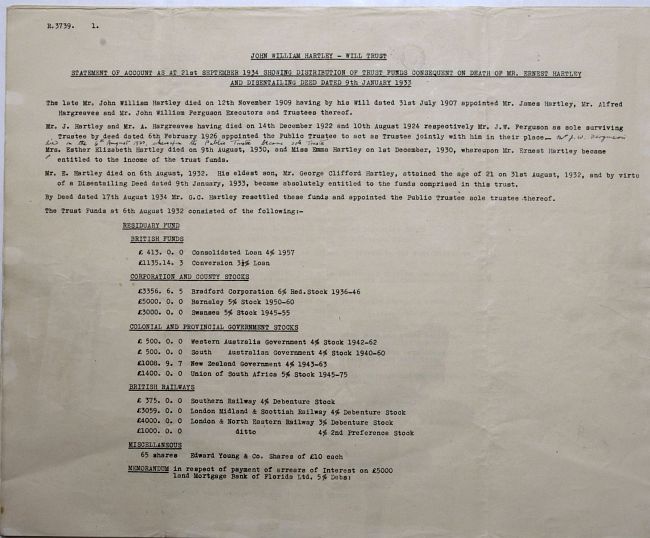 R.3739. 1.
JOHN WILLIAM HARTLEY - WILL TRUST
STATEMENT OF ACCOUNT AS AT 21st SEPTEMBER 1934 SHOWING DISTRIBUTION OF TRUST FUNDS CONSEQUENT ON DEATH OF MR. ERNEST HARTLEY
AND DISENTAILING DEED DATED 9th JANUARY 1933
The late Mr. John William Hartley died on 12th November 1909 having by his Will dated 31st July 1907 appointed Mr. James Hartley, Mr. Alfred
Hargreaves and Mr. John William Ferguson Executors and Trustees thereof.
Mr. J. Hartley and Mr. A. Hargreaves having died on 14th December 1922 and 10th August 1924 respectively Mr. J.W. Ferguson as sole surviving
Trustee by deed dated 6th February 1926 appointed the Public Trustee to act as Trustee jointly with him in their place. Mr J. W. Ferguson
died on the 6th August 1930, whereupon the Public Trustee became sole Trustee
Mrs. Esther Elizabeth Hartley died on 9th August, 1930, and Miss Emma Hartley on 1st December, 1930, whereupon Mr. Ernest Hartley became
entitled to the income of the trust funds.
Mr. E. Hartley died on 6th August, 1932. His eldest son, Mr. George Clifford Hartley, attained the age of 21 on 31st August, 1932, and by virtu
of a Disentailing Deed dated 9th January, 1933, became absolutely entitled to the funds comprised in this trust.
By Deed dated 17th August 1934 Mr. G.C. Hartley resettled these funds and appointed the Public Trustee sole trustee thereof.
The Trust Funds at 6th August 1932 consisted of the following:-
RESIDUARY FUND
BRITISH FUNDS
£ 413. 0. 0 Consolidated Loan 4% 1957
£1135.14. 3 Conversion 3½% Loan
CORPORATION AND COUNTY STOCKS
£3356. 6. 5 Bradford Corporation 6% Red.Stock 1936-46
£5000. 0. 0 Barnsley 5% Stock 1950-60
£3000. 0. 0 Swansea 5% Stock 1945-55
COLONIAL AND PROVINCIAL GOVERNMENT STOCKS
£ 500. 0. 0 Western Australia Government 4% Stock 1942-62
£ 500. 0. 0 South Australian Government 4% Stock 1940-60
£1008. 9. 7 New Zealand Government 4% 1943-63
£1400. 0. 0 Union of South Africa 5% Stock 1945-75
BRITISH RAILWAYS
£ 375. 0. 0 Southern Railway 4% Debenture Stock
£3059. 0. 0 London Midland & Scottish Railway 4% Debenture Stock
£4000. 0. 0 London & North Eastern Railway 3% Debenture Stock
£1000. 0. 0 ditto 4% 2nd Preference Stock
MISCELLANEOUS
65 shares Edward Young & Co. Shares of £10 each
MEMORANDUM in respect of payment of arrears of Interest on £5000
Land Mortgage Bank of Florida Ltd. 5% Debs: